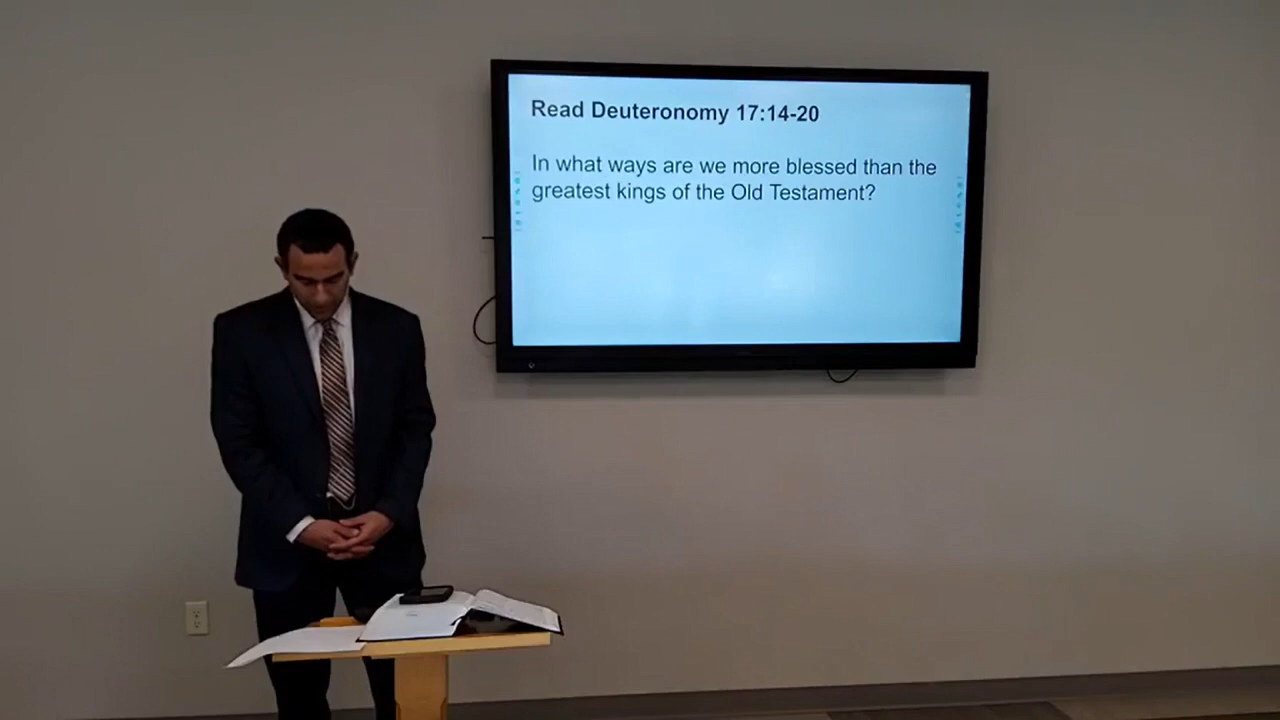 Read Deuteronomy 17:14-20
In what ways are we more blessed than the
greatest kings of the Old Testament?